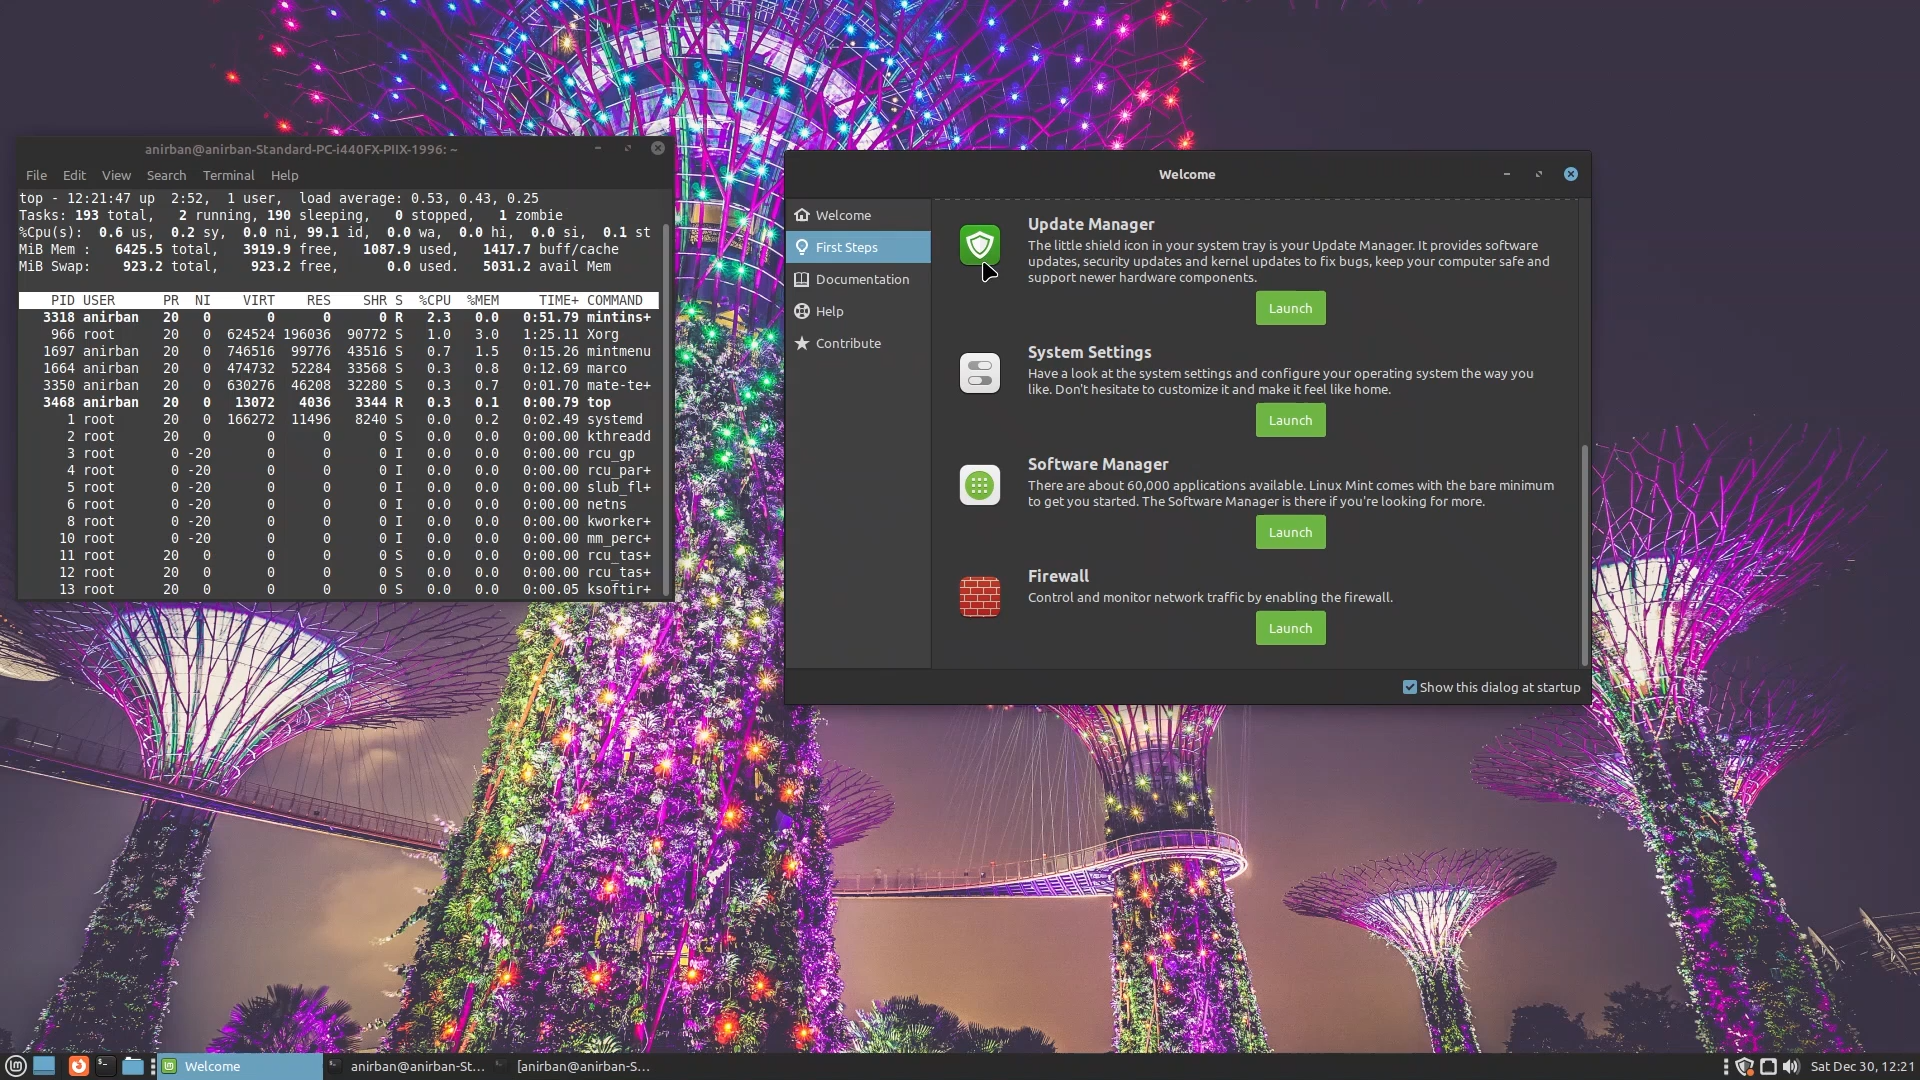 anirban@anirban-Standard-PC-i440FX-PIIX-1996: ~
File Edit View Search Terminal Help
top - 12:21:47 up  2:52,  1 user,  load average: 0.53, 0.43, 0.25
Tasks: 193 total,   2 running, 190 sleeping,   0 stopped,   1 zombie
%Cpu(s):  0.6 us,  0.2 sy,  0.0 ni, 99.1 id,  0.0 wa,  0.0 hi,  0.0 si,  0.1 st
MiB Mem :   6425.5 total,   3919.9 free,   1087.9 used,   1417.7 buff/cache
MiB Swap:    923.2 total,    923.2 free,      0.0 used.   5031.2 avail Mem
PID USER PR NI VIRT RES SHR S %CPU %MEM TIME+ COMMAND
3318 anirban 20 0 0 0 0 R 2.3 0.0 0:51.79 mintins+
966 root 20 0 624524 196036 90772 S 1.0 3.0 1:25.11 Xorg
1697 anirban 20 0 746516 99776 43516 S 0.7 1.5 0:15.26 mintmenu
1664 anirban 20 0 474732 52284 33568 S 0.3 0.8 0:12.69 marco
3350 anirban 20 0 630276 46208 32280 S 0.3 0.7 0:01.70 mate-te+
3468 anirban 20 0 13072 4036 3344 R 0.3 0.1 0:00.79 top
1 root 20 0 166272 11496 8240 S 0.0 0.2 0:02.49 systemd
2 root 20 0 0 0 0 S 0.0 0.0 0:00.00 kthreadd
3 root 0 -20 0 0 0 I 0.0 0.0 0:00.00 rcu_gp
4 root 0 -20 0 0 0 I 0.0 0.0 0:00.00 rcu_par+
5 root 0 -20 0 0 0 I 0.0 0.0 0:00.00 slub_fl+
6 root 0 -20 0 0 0 I 0.0 0.0 0:00.00 netns
8 root 0 -20 0 0 0 I 0.0 0.0 0:00.00 kworker+
10 root 0 -20 0 0 0 I 0.0 0.0 0:00.00 mm_perc+
11 root 20 0 0 0 0 S 0.0 0.0 0:00.00 rcu_tas+
12 root 20 0 0 0 0 S 0.0 0.0 0:00.00 rcu_tas+
13 root 20 0 0 0 0 S 0.0 0.0 0:00.05 ksoftir+
Welcome
Welcome
First Steps
Documentation
Help
Contribute
Update Manager
The little shield icon in your system tray is your Update Manager. It provides software
updates, security updates and kernel updates to fix bugs, keep your computer safe and
support newer hardware components.
Launch
System Settings
Have a look at the system settings and configure your operating system the way you
like. Don't hesitate to customize it and make it feel like home.
Launch
Software Manager
There are about 60,000 applications available. Linux Mint comes with the bare minimum
to get you started. The Software Manager is there if you're looking for more.
Launch
Firewall
Control and monitor network traffic by enabling the firewall.
Launch
Show this dialog at startup
Welcome
anirban@anirban-St...
[anirban@anirban-S...
Sat Dec 30, 12:21